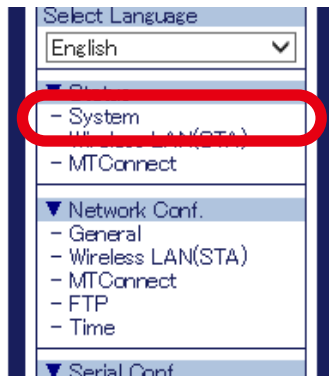 Select Language
English
▼ Status
- System
- Wireless LAN(STA)
- MTConnect
▼ Network Conf.
- General
- Wireless LAN(STA)
- MTConnect
- FTP
- Time
▼ Serial Conf.